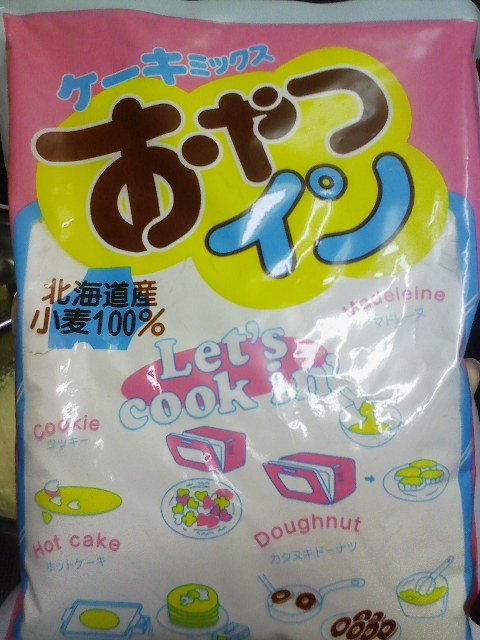 ケーキミックス
おやつ
イン
北海道産
小麦100%
Madeleine
マドレーヌ
Let's
cook in
Cookie
クッキー
Doughnut
カタヌキドーナツ
Hot cake
ホットケーキ